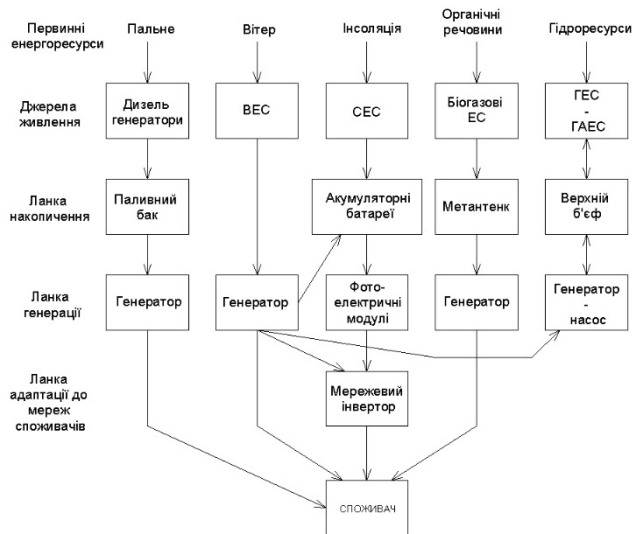 Первинні
енергоресурси
Пальне
Вітер
Інсоляція
Органічні
речовини
Гідроресурси
Джерела
живлення
Дизель
генератори
ВЕС
СЕС
Біогазові
ЕС
ГЕС
-
ГАЕС
Ланка
накопичення
Паливний
бак
Акумуляторні
батареї
Метантенк
Верхній
б'єф
Ланка
генерації
Генератор
Генератор
Фото-
електричні
модулі
Генератор
Генератор
-
насос
Ланка
адаптації до
мереж
споживачів
Мережевий
інвертор
СПОЖИВАЧ